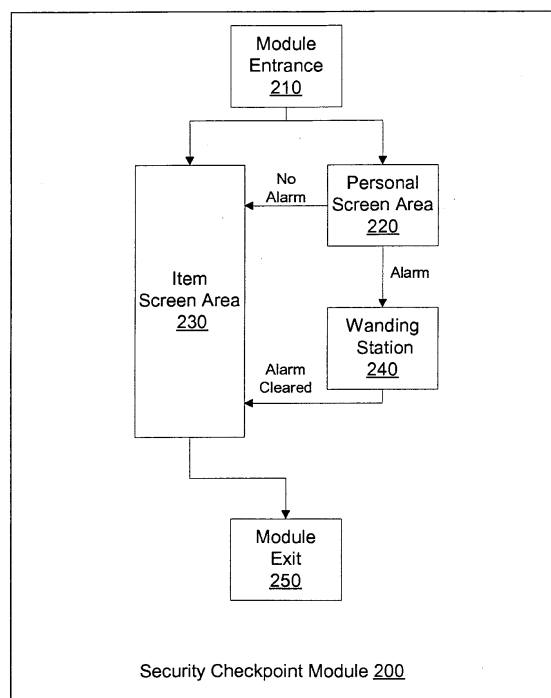 Module
Entrance
210
No
Alarm
Personal
Screen Area
220
Alarm
Item
Screen Area
230
Wanding
Station
240
Alarm
Cleared
Module
Exit
250
Security Checkpoint Module 200